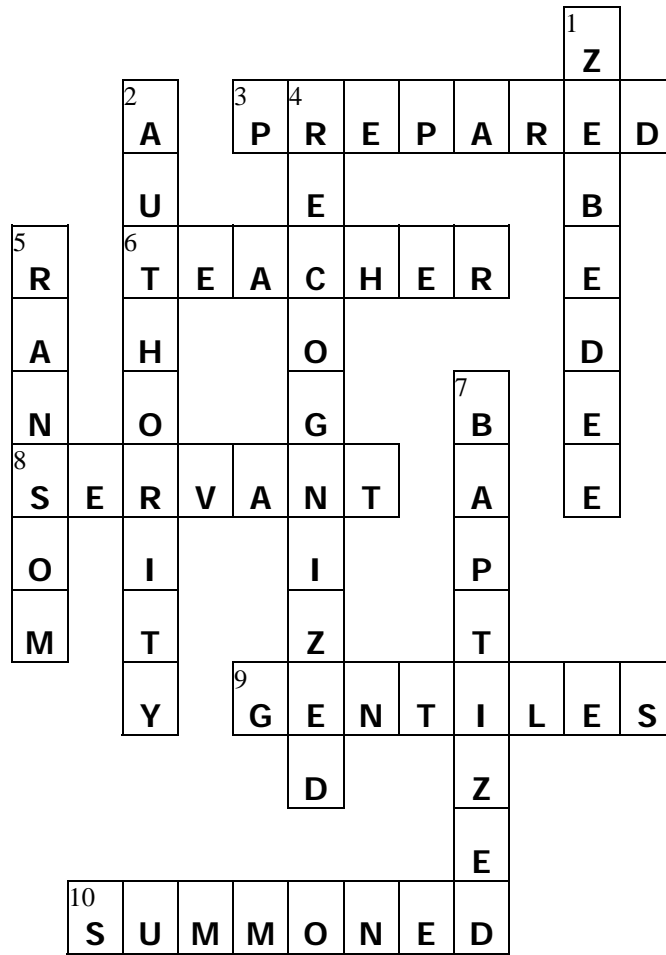 1
Z
2 3 4
A P R E P A R E D
U E B
5 6
R T E A C H E R E
A H O D
7
N O G B E
8
S E R V A N T A E
O I I P
M T Z T
9
Y G E N T I L E S
D Z
E
10
S U M M O N E D